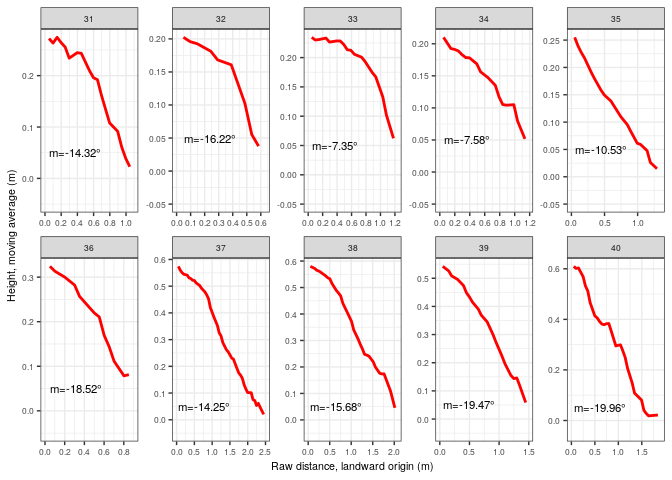 31 32 33 34 35
0.2 0.1 0.0
0.20 0.15 0.10 0.05 0.00 -0.05
0.20 0.15 0.10 0.05 0.00 -0.05
0.20 0.15 0.10 0.05 0.00 -0.05
0.25 0.20 0.15 0.10 0.05 0.00 -0.05
m=-14.32° m=-16.22° m=-7.35° m=-7.58° m=-10.53°
0.0 0.2 0.4 0.6 0.8 1.0
0.0 0.1 0.2 0.3 0.4 0.5 0.6
0.0 0.2 0.4 0.6 0.8 1.0 1.2
0.0 0.2 0.4 0.6 0.8 1.0 1.2
0.0 0.5 1.0
Height, moving average (m)
36 37 38 39 40
0.3 0.2 0.1 0.0
0.6 0.4 0.2 0.0
0.6 0.4 0.2 0.0
0.5 0.4 0.3 0.2 0.1 0.0
0.6 0.4 0.2 0.0
m=-18.52° m=-14.25° m=-15.68° m=-19.47° m=-19.96°
0.0 0.2 0.4 0.6 0.8
0.0 0.5 1.0 1.5 2.0 2.5
0.0 0.5 1.0 1.5 2.0
0.0 0.5 1.0 1.5
0.0 0.5 1.0 1.5
Raw distance, landward origin (m)